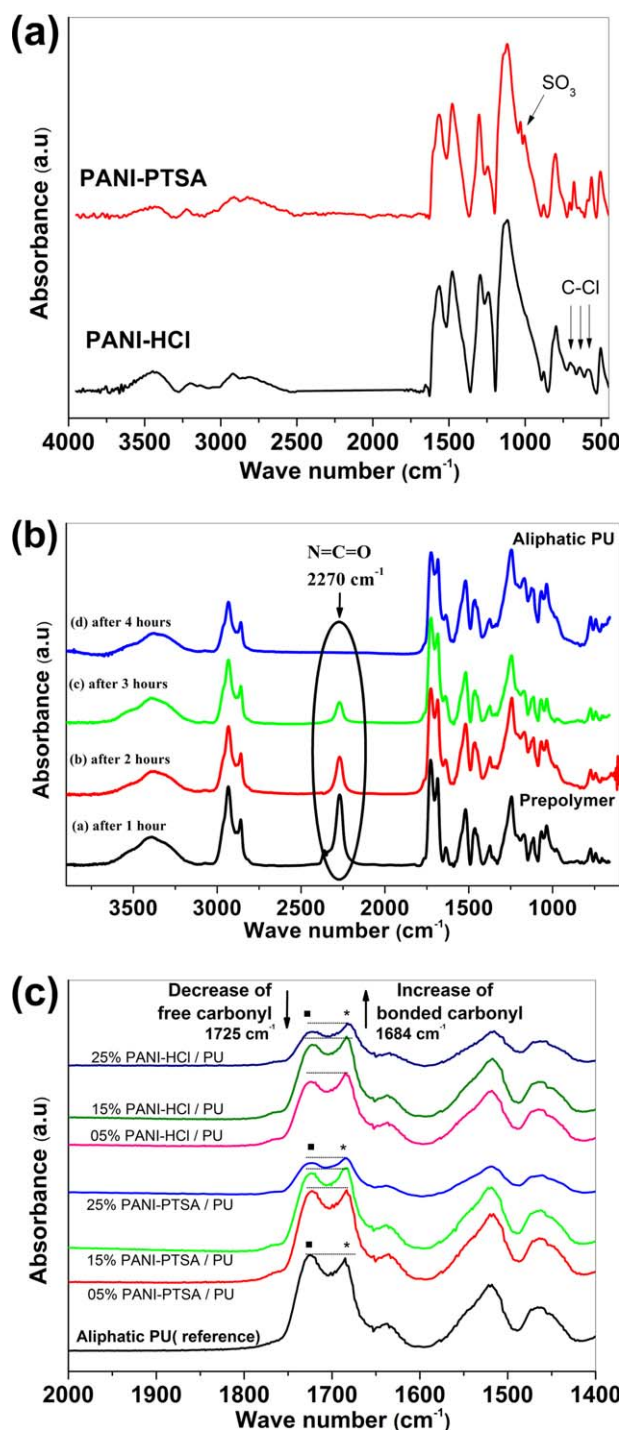 (a)
SO3
PANI-PTSA
C-Cl
PANI-HCl
Absorbance (a.u)
4000 3500 3000 2500 2000 1500 1000 500
Wave number (cm-1)
(b)
N=C=O
2270 cm-1
Aliphatic PU
(d) after 4 hours
(c) after 3 hours
(b) after 2 hours
Prepolymer
(a) after 1 hour
Absorbance (a.u)
3500 3000 2500 2000 1500 1000
Wave number (cm-1)
(c)
Decrease of
free carbonyl
1725 cm-1
Increase of
bonded carbonyl
1684 cm-1
■ *
25% PANI-HCl / PU
15% PANI-HCl / PU
05% PANI-HCl / PU
■ *
25% PANI-PTSA / PU
15% PANI-PTSA / PU
05% PANI-PTSA / PU
■ *
Aliphatic PU( reference)
Absorbance (a.u)
2000 1900 1800 1700 1600 1500 1400
Wave number (cm-1)